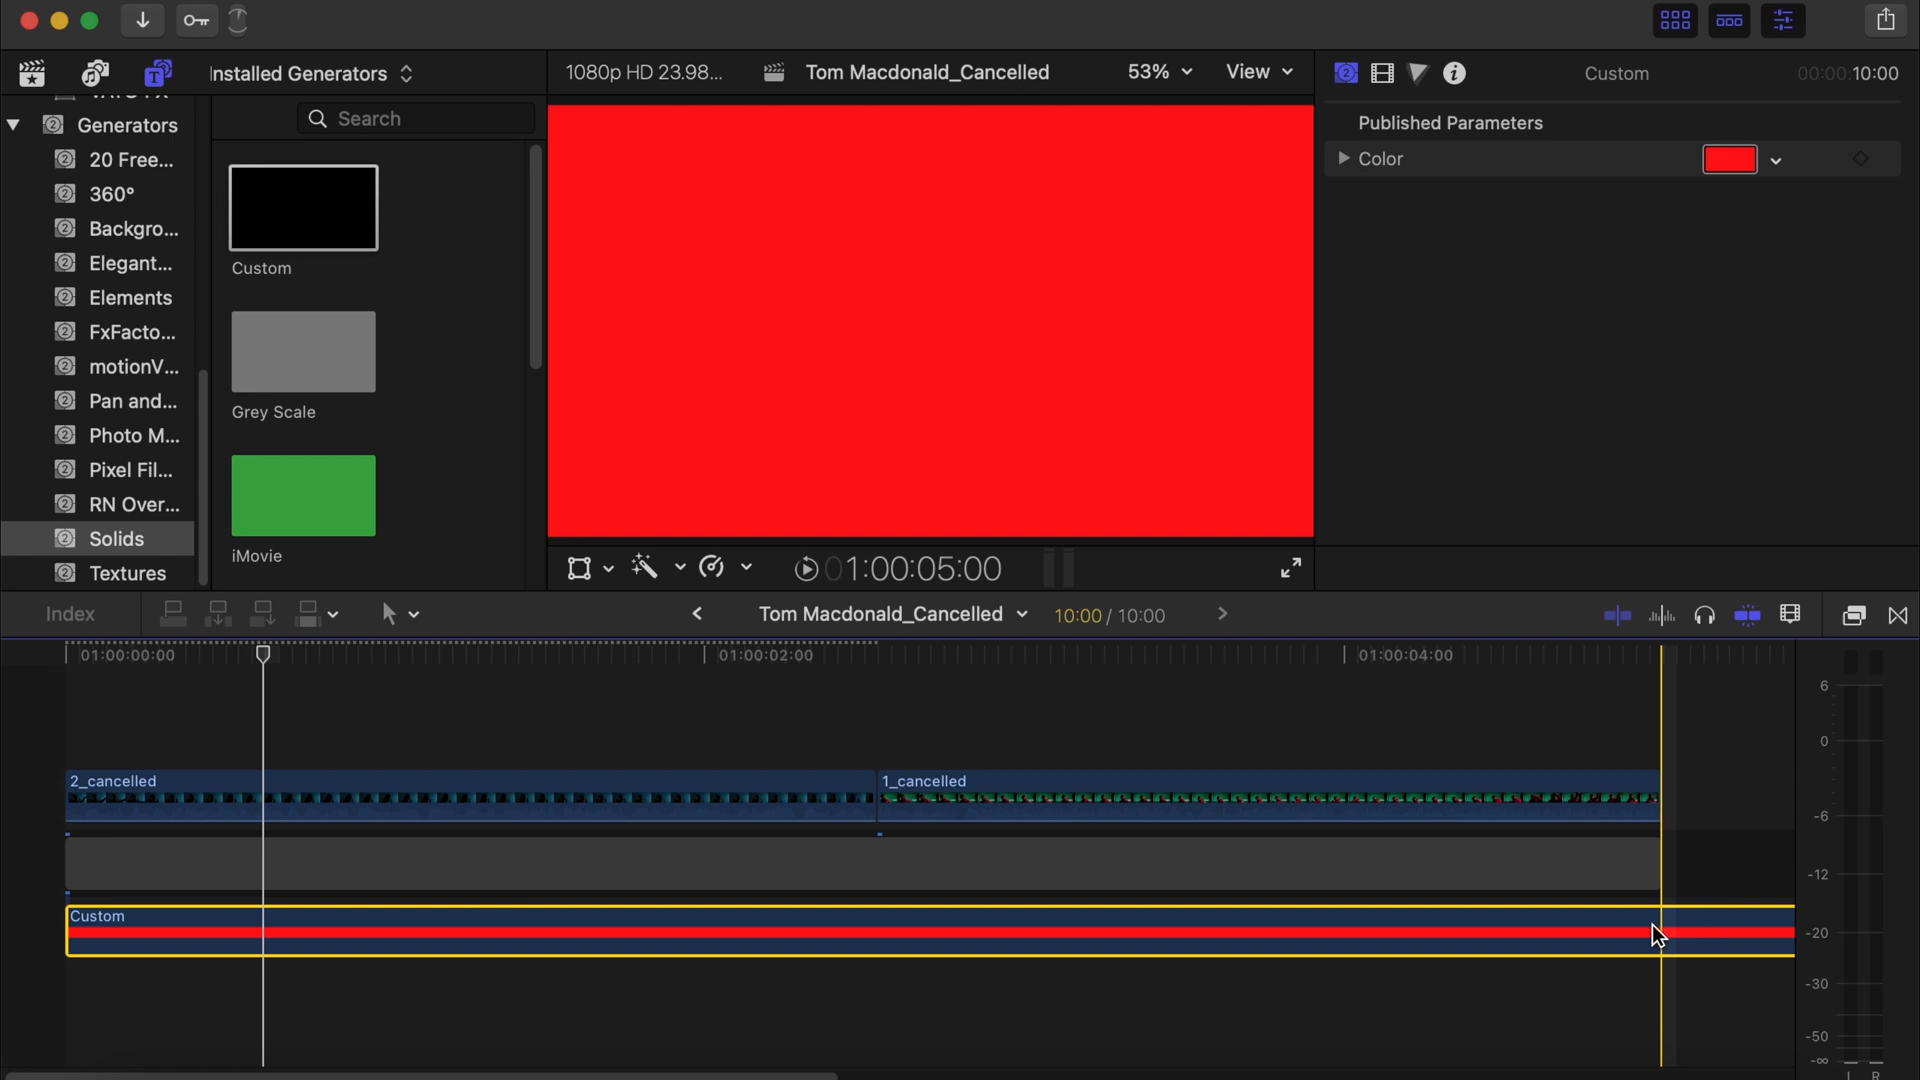 Installed Generators
1080p HD 23.98...
Tom Macdonald_Cancelled
53%
View
Custom
00:00:10:00
Generators
20 Free...
360°
Backgro...
Elegant...
Elements
FxFacto...
motionV...
Pan and...
Photo M...
Pixel Fil...
RN Over...
Solids
Textures
Search
Custom
Grey Scale
iMovie
Published Parameters
Color
01:00:05:00
Index
Tom Macdonald_Cancelled
10:00 / 10:00
01:00:00:00
01:00:02:00
01:00:04:00
2_cancelled
1_cancelled
Custom
6
0
-6
-12
-20
-30
-50
-∞
L R